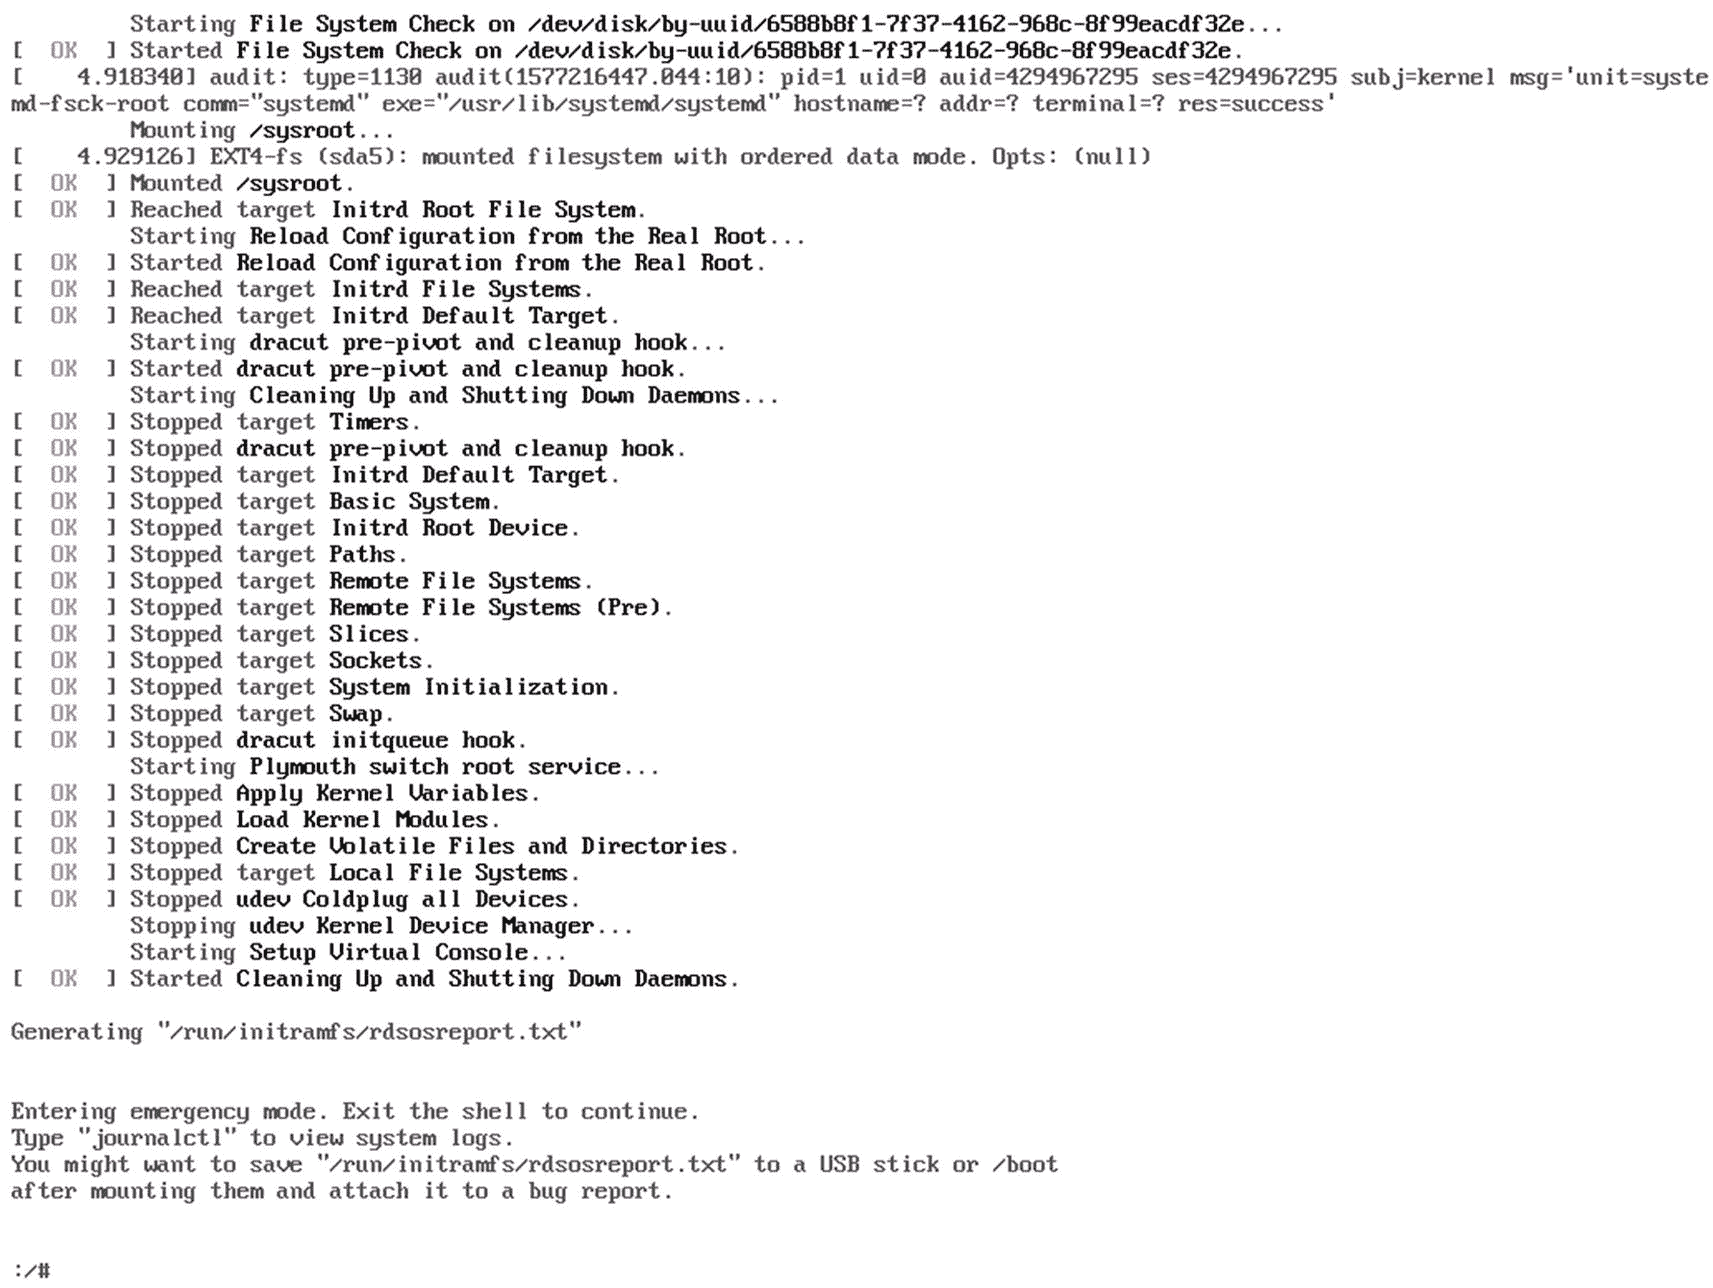 Starting File System Check on /dev/disk/by-uuid/6588b8f1-7f37-4162-968c-8f99eacdf32e...
[  OK  ] Started File System Check on /dev/disk/by-uuid/6588b8f1-7f37-4162-968c-8f99eacdf32e.
[    4.918340] audit: type=1130 audit(1577216447.044:10): pid=1 uid=0 auid=4294967295 ses=4294967295 subj=kernel msg='unit=syste
md-fsck-root comm="systemd" exe="/usr/lib/systemd/systemd" hostname=? addr=? terminal=? res=success'
Mounting /sysroot...
[    4.929126] EXT4-fs (sda5): mounted filesystem with ordered data mode. Opts: (null)
[  OK  ] Mounted /sysroot.
[  OK  ] Reached target Initrd Root File System.
Starting Reload Configuration from the Real Root...
[  OK  ] Started Reload Configuration from the Real Root.
[  OK  ] Reached target Initrd File Systems.
[  OK  ] Reached target Initrd Default Target.
Starting dracut pre-pivot and cleanup hook...
[  OK  ] Started dracut pre-pivot and cleanup hook.
Starting Cleaning Up and Shutting Down Daemons...
[  OK  ] Stopped target Timers.
[  OK  ] Stopped dracut pre-pivot and cleanup hook.
[  OK  ] Stopped target Initrd Default Target.
[  OK  ] Stopped target Basic System.
[  OK  ] Stopped target Initrd Root Device.
[  OK  ] Stopped target Paths.
[  OK  ] Stopped target Remote File Systems.
[  OK  ] Stopped target Remote File Systems (Pre).
[  OK  ] Stopped target Slices.
[  OK  ] Stopped target Sockets.
[  OK  ] Stopped target System Initialization.
[  OK  ] Stopped target Swap.
[  OK  ] Stopped dracut initqueue hook.
Starting Plymouth switch root service...
[  OK  ] Stopped Apply Kernel Variables.
[  OK  ] Stopped Load Kernel Modules.
[  OK  ] Stopped Create Volatile Files and Directories.
[  OK  ] Stopped target Local File Systems.
[  OK  ] Stopped udev Coldplug all Devices.
Stopping udev Kernel Device Manager...
Starting Setup Virtual Console...
[  OK  ] Started Cleaning Up and Shutting Down Daemons.
Generating "/run/initramfs/rdsosreport.txt"
Entering emergency mode. Exit the shell to continue.
Type "journalctl" to view system logs.
You might want to save "/run/initramfs/rdsosreport.txt" to a USB stick or /boot
after mounting them and attach it to a bug report.
:/#